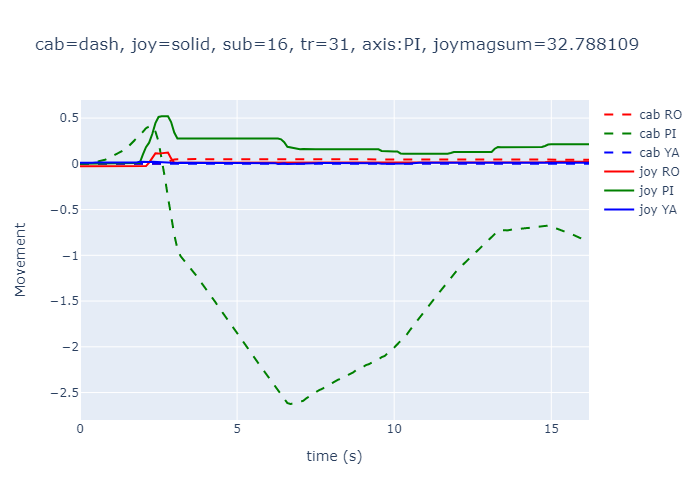 cab=dash, joy=solid, sub=16, tr=31, axis:PI, joymagsum=32.788109
0.5
0
−0.5
−1
−1.5
−2
−2.5
Movement
0
5
10
15
time (s)
cab RO
cab PI
cab YA
joy RO
joy PI
joy YA